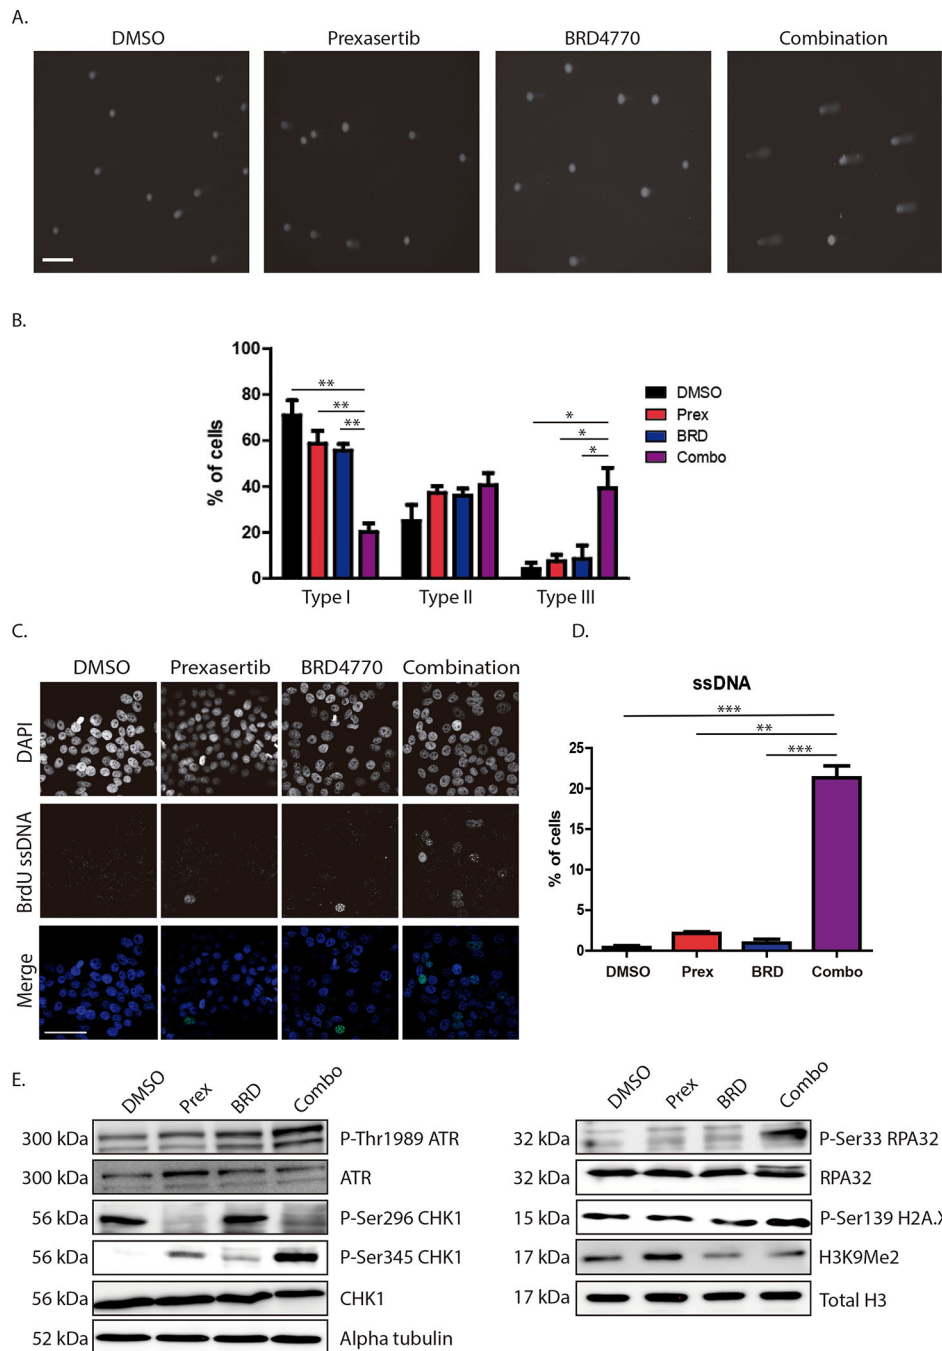 A.
DMSO Prexasertib BRD4770 Combination
B.
100
80
60
40
20
0
% of cells
** ** **
* * *
DMSO
Prex
BRD
Combo
Type I Type II Type III
C.
DMSO Prexasertib BRD4770 Combination
DAPI
BrdU ssDNA
Merge
D.
ssDNA
***
**
***
25
20
15
10
5
0
% of cells
DMSO Prex BRD Combo
E.
DMSO Prex BRD Combo
300 kDa P-Thr1989 ATR
300 kDa ATR
56 kDa P-Ser296 CHK1
56 kDa P-Ser345 CHK1
56 kDa CHK1
52 kDa Alpha tubulin
DMSO Prex BRD Combo
32 kDa P-Ser33 RPA32
32 kDa RPA32
15 kDa P-Ser139 H2A.X
17 kDa H3K9Me2
17 kDa Total H3